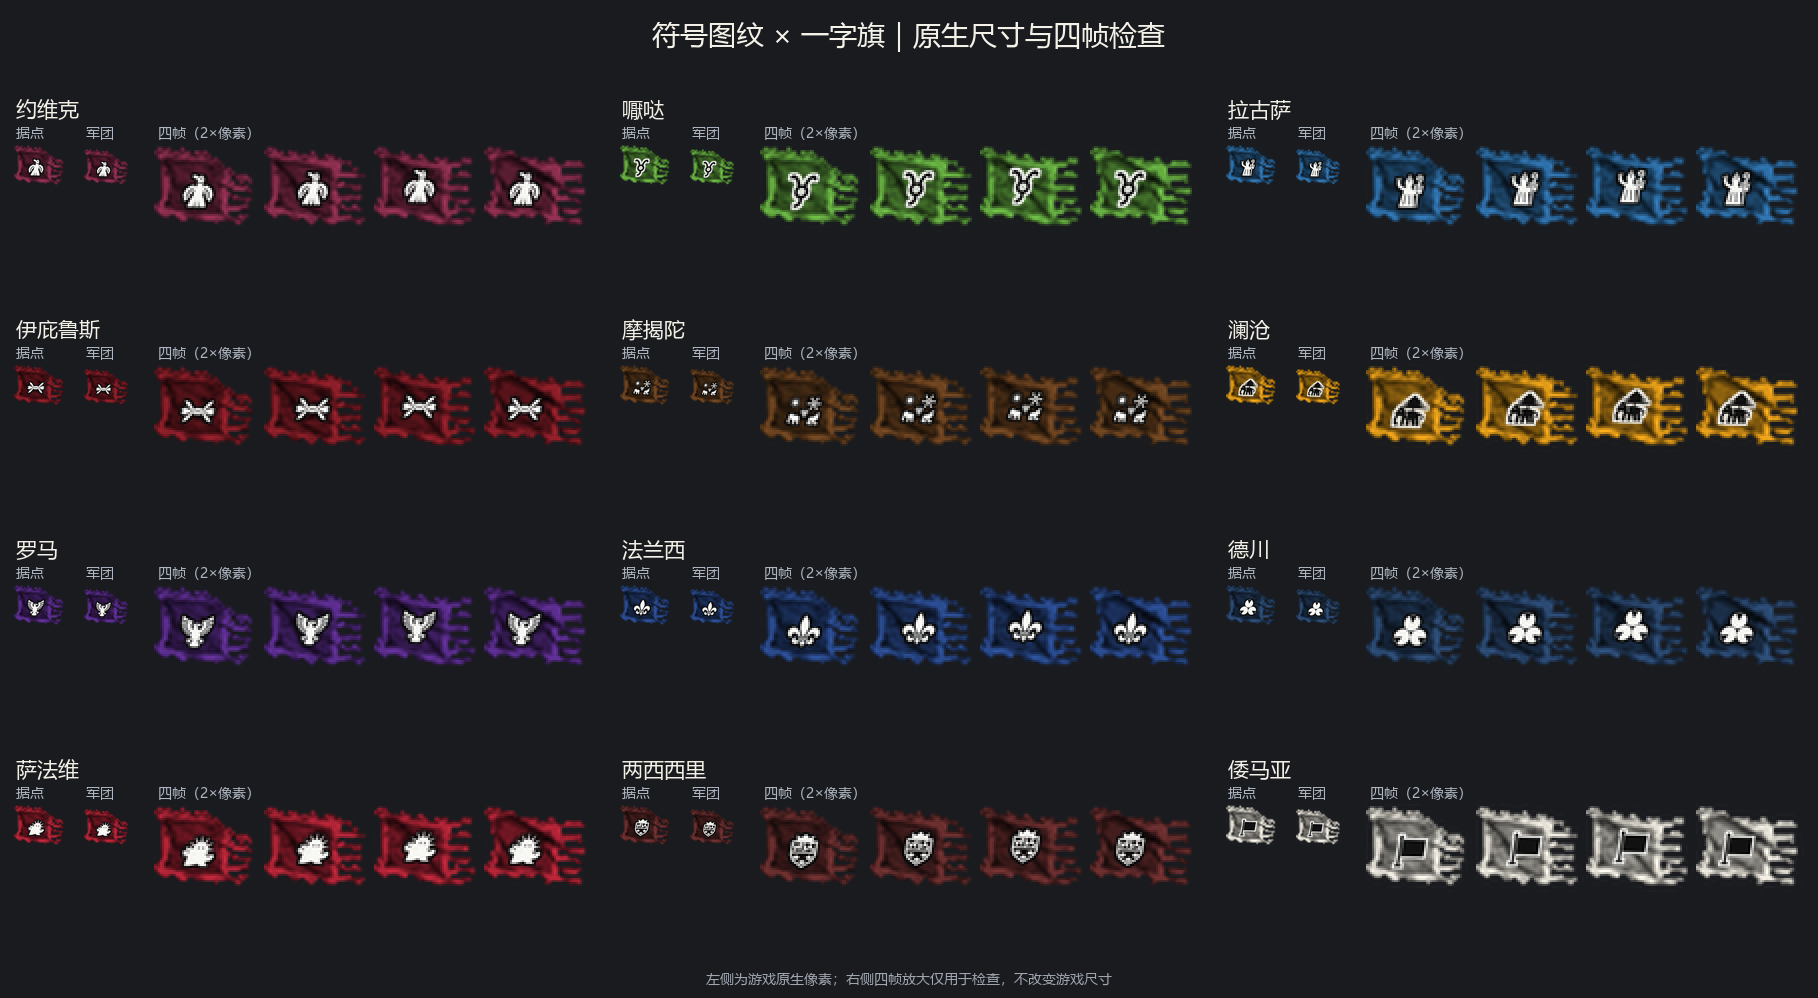 符号图纹 × 一字旗 | 原生尺寸与四帧检查
约维克
据点 军团 四帧（2×像素）
嚈哒
据点 军团 四帧（2×像素）
拉古萨
据点 军团 四帧（2×像素）
伊庇鲁斯
据点 军团 四帧（2×像素）
摩揭陀
据点 军团 四帧（2×像素）
澜沧
据点 军团 四帧（2×像素）
罗马
据点 军团 四帧（2×像素）
法兰西
据点 军团 四帧（2×像素）
德川
据点 军团 四帧（2×像素）
萨法维
据点 军团 四帧（2×像素）
两西西里
据点 军团 四帧（2×像素）
倭马亚
据点 军团 四帧（2×像素）
左侧为游戏原生像素；右侧四帧放大仅用于检查，不改变游戏尺寸